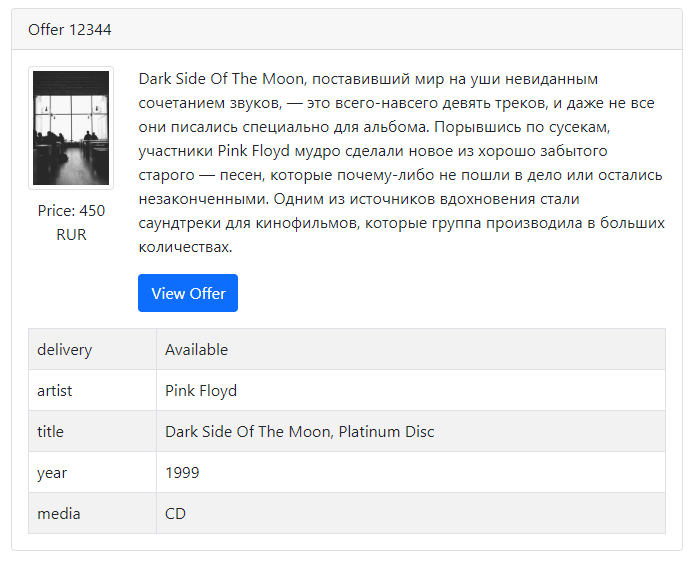 Offer 12344
Dark Side Of The Moon, поставивший мир на уши невиданным
сочетанием звуков, — это всего-навсего девять треков, и даже не все
они писались специально для альбома. Порывшись по сусекам,
участники Pink Floyd мудро сделали новое из хорошо забытого
старого — песен, которые почему-либо не пошли в дело или остались
незаконченными. Одним из источников вдохновения стали
саундтреки для кинофильмов, которые группа производила в больших
количествах.
Price: 450
RUR
View Offer
delivery Available
artist Pink Floyd
title Dark Side Of The Moon, Platinum Disc
year 1999
media CD